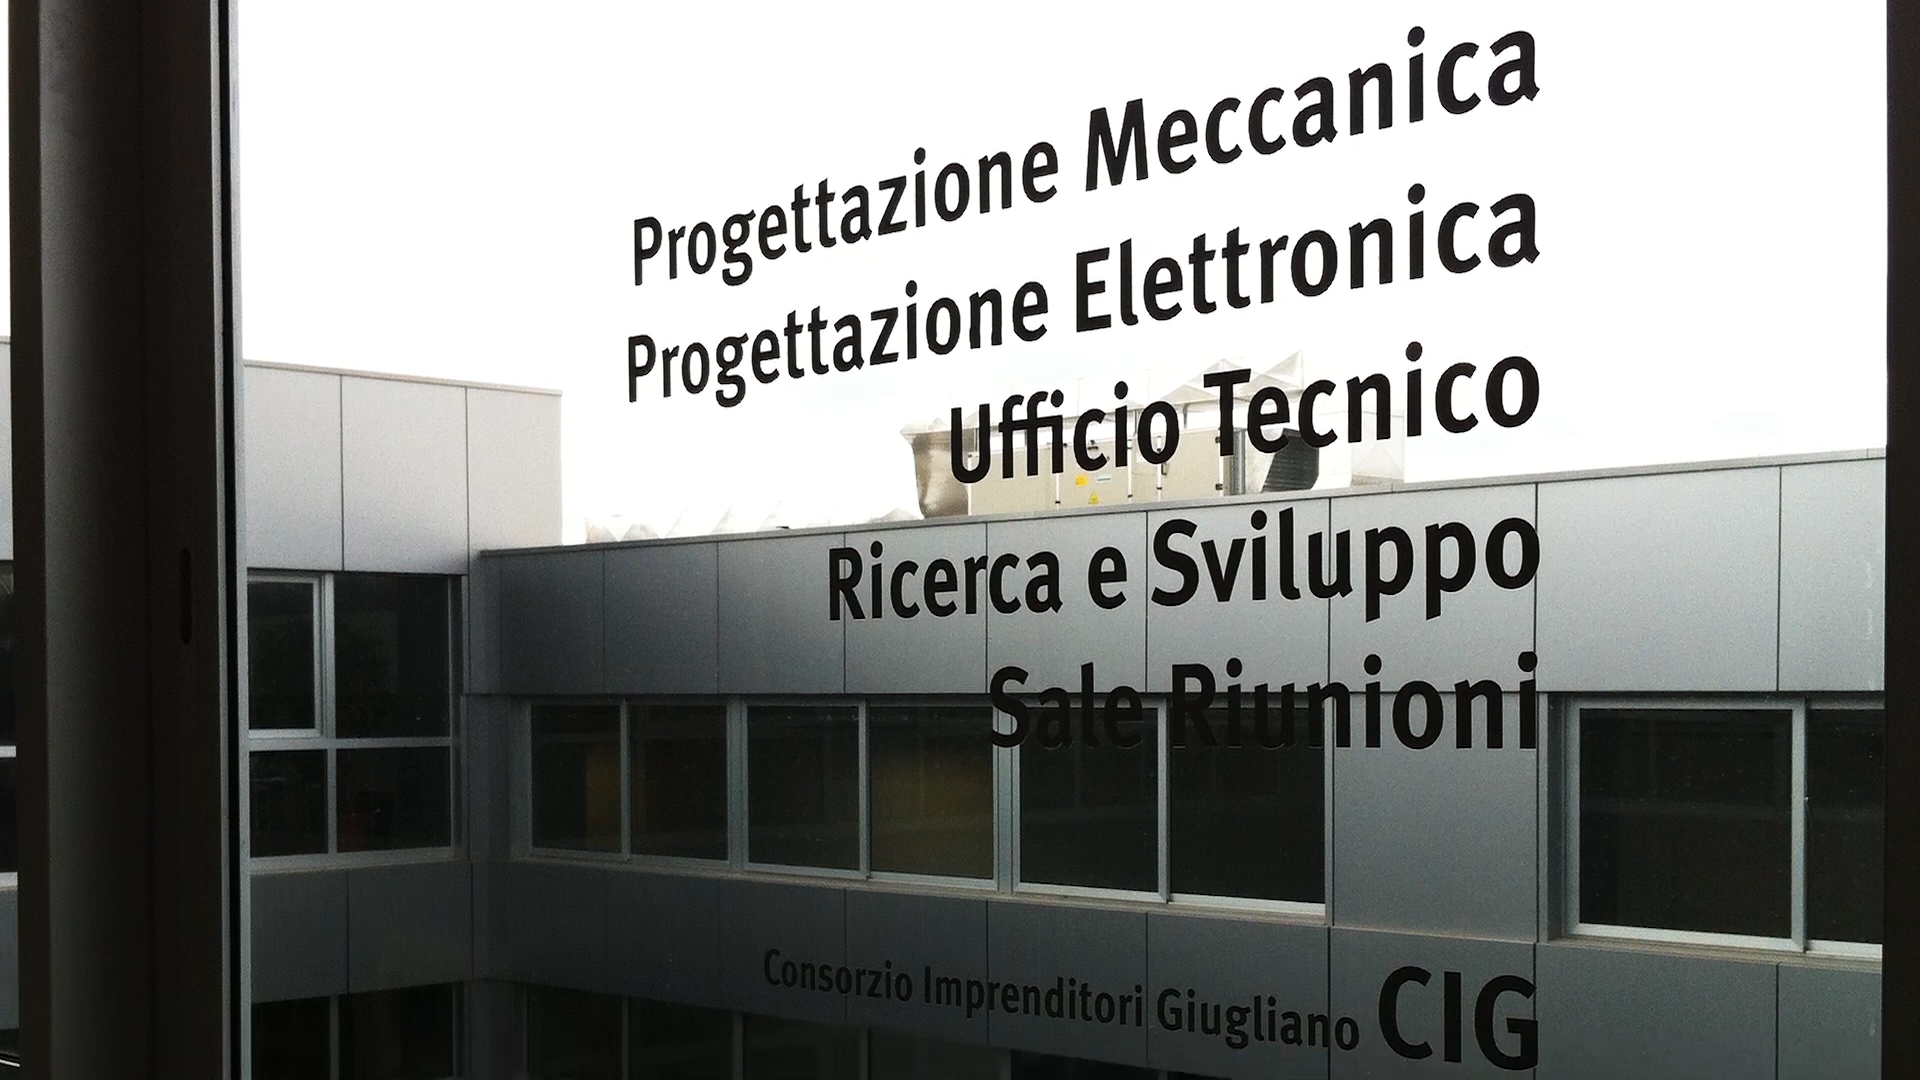 Progettazione Meccanica
Progettazione Elettronica
Ufficio Tecnico
Ricerca e Sviluppo
Sale Riunioni
Consorzio Imprenditori Giugliano CIG